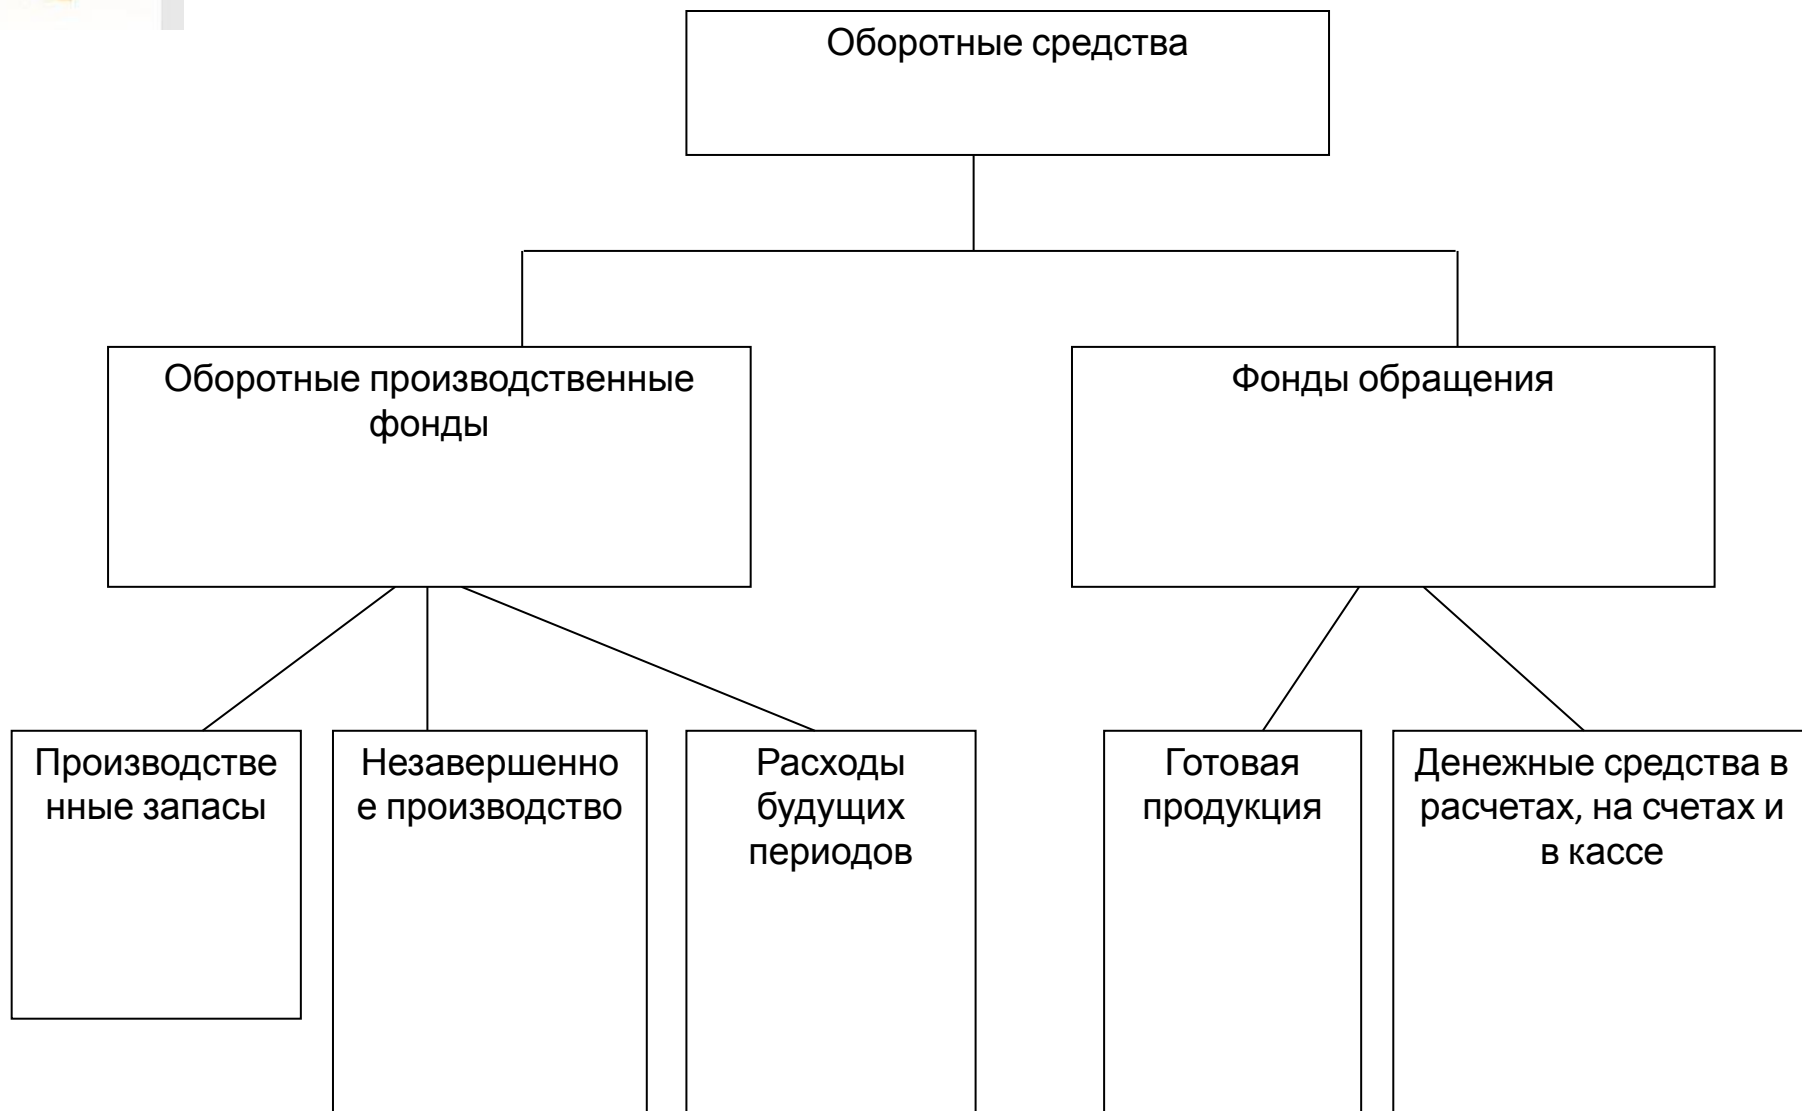 Оборотные средства
Оборотные производственные
фонды
Фонды обращения
Производстве
нные запасы
Незавершенно
е производство
Расходы
будущих
периодов
Готовая
продукция
Денежные средства в
расчетах, на счетах и
в кассе